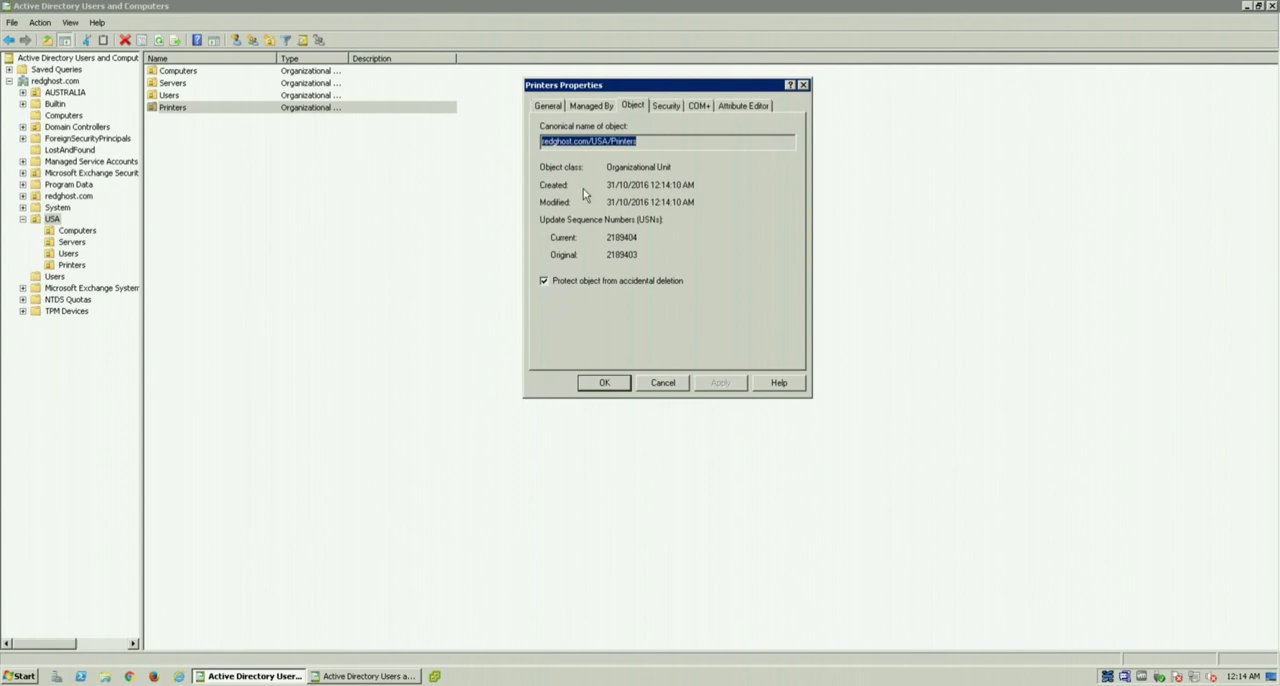 Active Directory Users and Computers
File Action View Help
Active Directory Users and Comput
Saved Queries
redghost.com
AUSTRALIA
Builtin
Computers
Domain Controllers
ForeignSecurityPrincipals
LostAndFound
Managed Service Accounts
Microsoft Exchange Securit
Program Data
redghost.com
System
USA
Computers
Servers
Users
Printers
Users
Microsoft Exchange System
NTDS Quotas
TPM Devices
Name Type Description
Computers Organizational ...
Servers Organizational ...
Users Organizational ...
Printers Organizational ...
Printers Properties
General Managed By Object Security COM+ Attribute Editor
Canonical name of object:
redghost.com/USA/Printers
Object class: Organizational Unit
Created: 31/10/2016 12:14:10 AM
Modified: 31/10/2016 12:14:10 AM
Update Sequence Numbers (USNs):
Current: 2189404
Original: 2189403
Protect object from accidental deletion
OK Cancel Apply Help
Start Active Directory User... Active Directory Users a... 12:14 AM